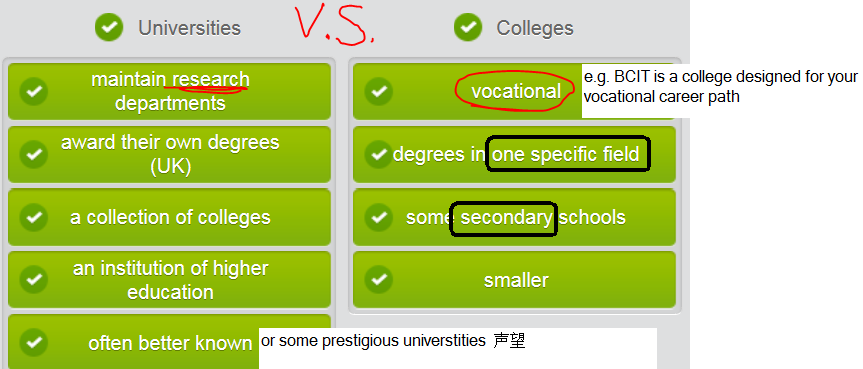 Universities
V.S.
Colleges
maintain research
departments
award their own degrees
(UK)
a collection of colleges
an institution of higher
education
often better known
or some prestigious universtities 声望
vocational
e.g. BCIT is a college designed for your
vocational career path
degrees in one specific field
some secondary schools
smaller